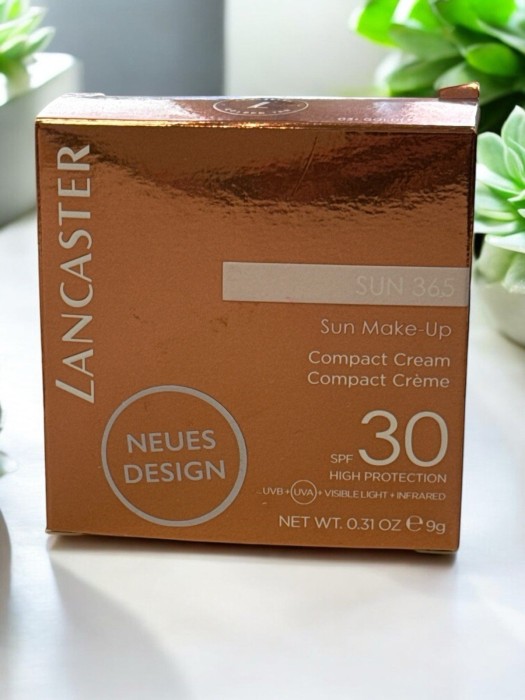 LANCASTER
SUN 365
Sun Make-Up
Compact Cream
Compact Crème
NEUES
DESIGN
SPF 30
HIGH PROTECTION
UVB + UVA + VISIBLE LIGHT + INFRARED
NET WT. 0.31 OZ ℮ 9g